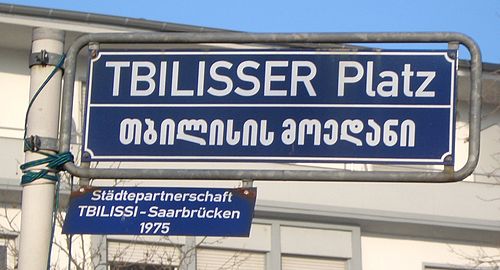 TBILISSER Platz
თბილისის მოედანი
Städtepartnerschaft
TBILISSI-Saarbrücken
1975